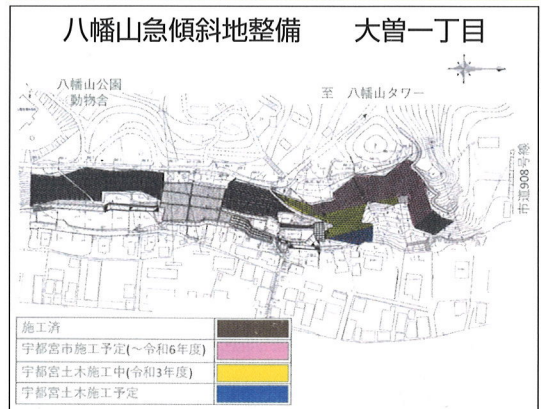 八幡山急傾斜地整備　大曽一丁目
八幡山公園
動物舎
至　八幡山タワー
市道908号線
施工済
宇都宮市施工予定(～令和6年度)
宇都宮土木施工中(令和3年度)
宇都宮土木施工予定